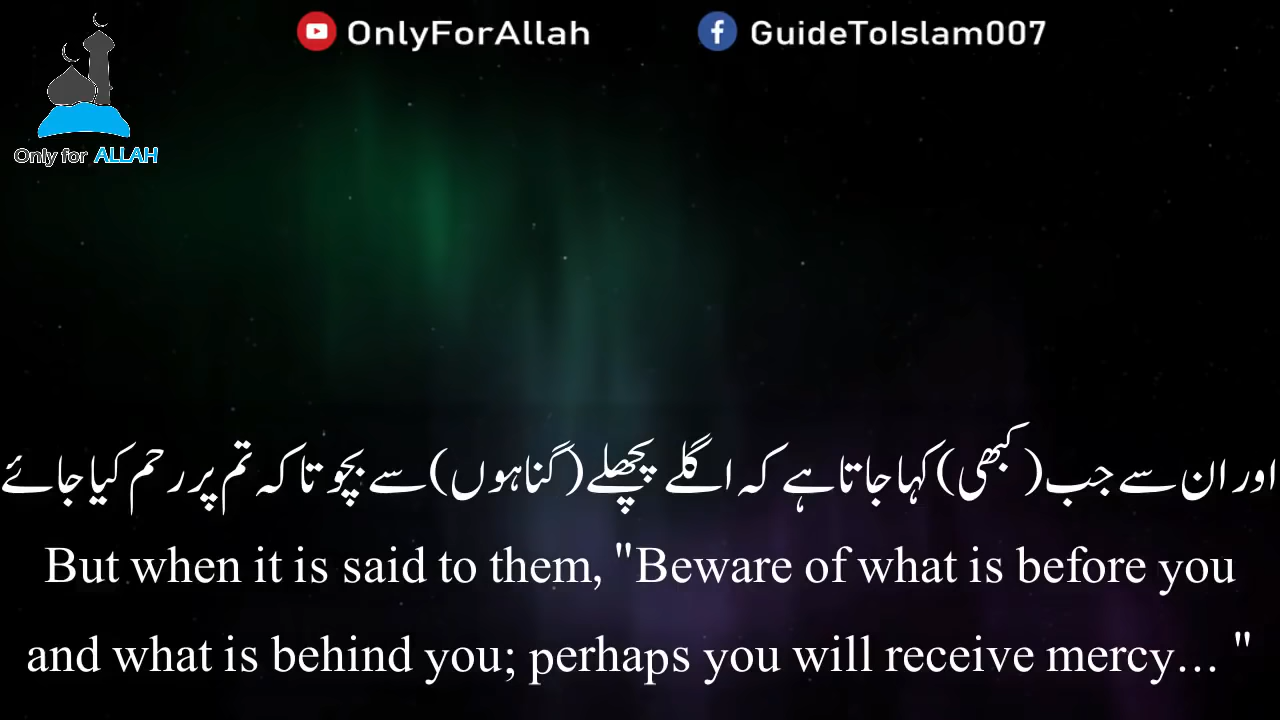 OnlyForAllah
GuideToIslam007
Only for ALLAH
اور ان سے جب (کبھی) کہا جاتا ہے کہ اگلے پچھلے (گناہوں) سے بچو تاکہ تم پر رحم کیا جائے
But when it is said to them, "Beware of what is before you
and what is behind you; perhaps you will receive mercy... "